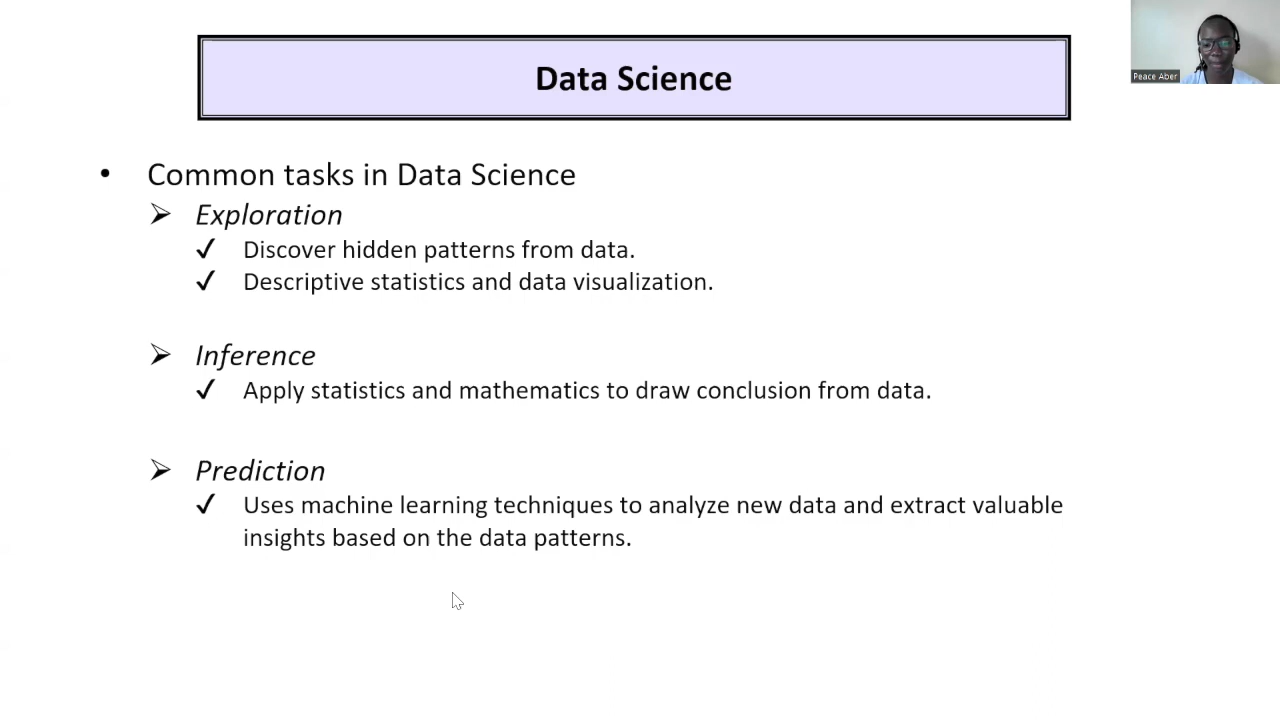 Data Science
Peace Aber
• Common tasks in Data Science
➢ Exploration
✓ Discover hidden patterns from data.
✓ Descriptive statistics and data visualization.
➢ Inference
✓ Apply statistics and mathematics to draw conclusion from data.
➢ Prediction
✓ Uses machine learning techniques to analyze new data and extract valuable
insights based on the data patterns.